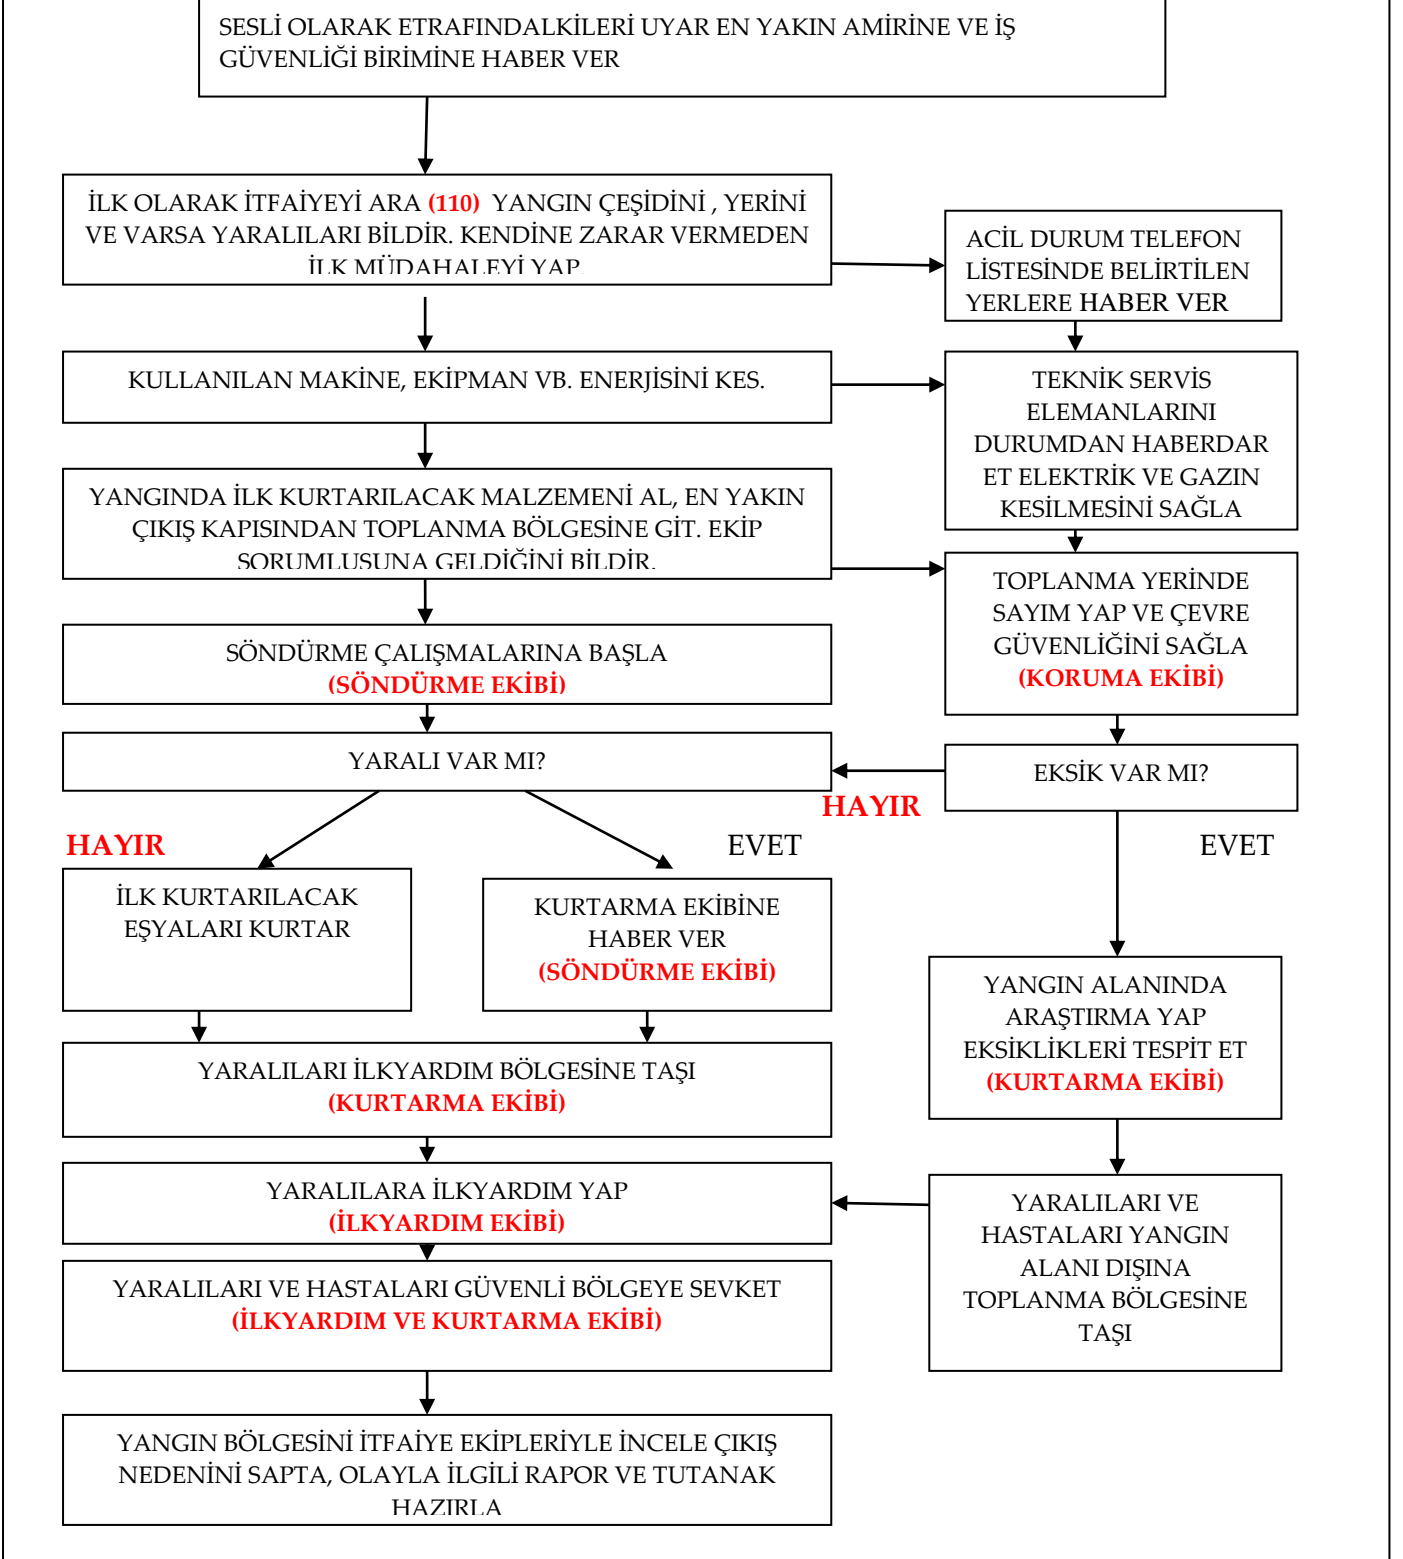 SESLİ OLARAK ETRAFINDALKİLERİ UYAR EN YAKIN AMİRİNE VE İŞ
GÜVENLİĞİ BİRİMİNE HABER VER
İLK OLARAK İTFAİYEYİ ARA (110) YANGIN ÇEŞİDİNİ , YERİNİ
VE VARSA YARALILARI BİLDİR. KENDİNE ZARAR VERMEDEN
İLK MÜDAHALEYİ YAP.
ACİL DURUM TELEFON
LİSTESİNDE BELİRTİLEN
YERLERE HABER VER
KULLANILAN MAKİNE, EKİPMAN VB. ENERJİSİNİ KES.
TEKNİK SERVİS
ELEMANLARINI
DURUMDAN HABERDAR
ET ELEKTRİK VE GAZIN
KESİLMESİNİ SAĞLA
YANGINDA İLK KURTARILACAK MALZEMENİ AL, EN YAKIN
ÇIKIŞ KAPISINDAN TOPLANMA BÖLGESİNE GİT. EKİP
SORUMLUSUNA GELDİĞİNİ BİLDİR.
TOPLANMA YERİNDE
SAYIM YAP VE ÇEVRE
GÜVENLİĞİNİ SAĞLA
(KORUMA EKİBİ)
SÖNDÜRME ÇALIŞMALARINA BAŞLA
(SÖNDÜRME EKİBİ)
YARALI VAR MI?
EKSİK VAR MI?
HAYIR
HAYIR
EVET
EVET
İLK KURTARILACAK
EŞYALARI KURTAR
KURTARMA EKİBİNE
HABER VER
(SÖNDÜRME EKİBİ)
YANGIN ALANINDA
ARAŞTIRMA YAP
EKSİKLİKLERİ TESPİT ET
(KURTARMA EKİBİ)
YARALILARI İLKYARDIM BÖLGESİNE TAŞI
(KURTARMA EKİBİ)
YARALILARA İLKYARDIM YAP
(İLKYARDIM EKİBİ)
YARALILARI VE
HASTALARI YANGIN
ALANI DIŞINA
TOPLANMA BÖLGESİNE
TAŞI
YARALILARI VE HASTALARI GÜVENLİ BÖLGEYE SEVKET
(İLKYARDIM VE KURTARMA EKİBİ)
YANGIN BÖLGESİNİ İTFAİYE EKİPLERİYLE İNCELE ÇIKIŞ
NEDENİNİ SAPTA, OLAYLA İLGİLİ RAPOR VE TUTANAK
HAZIRLA